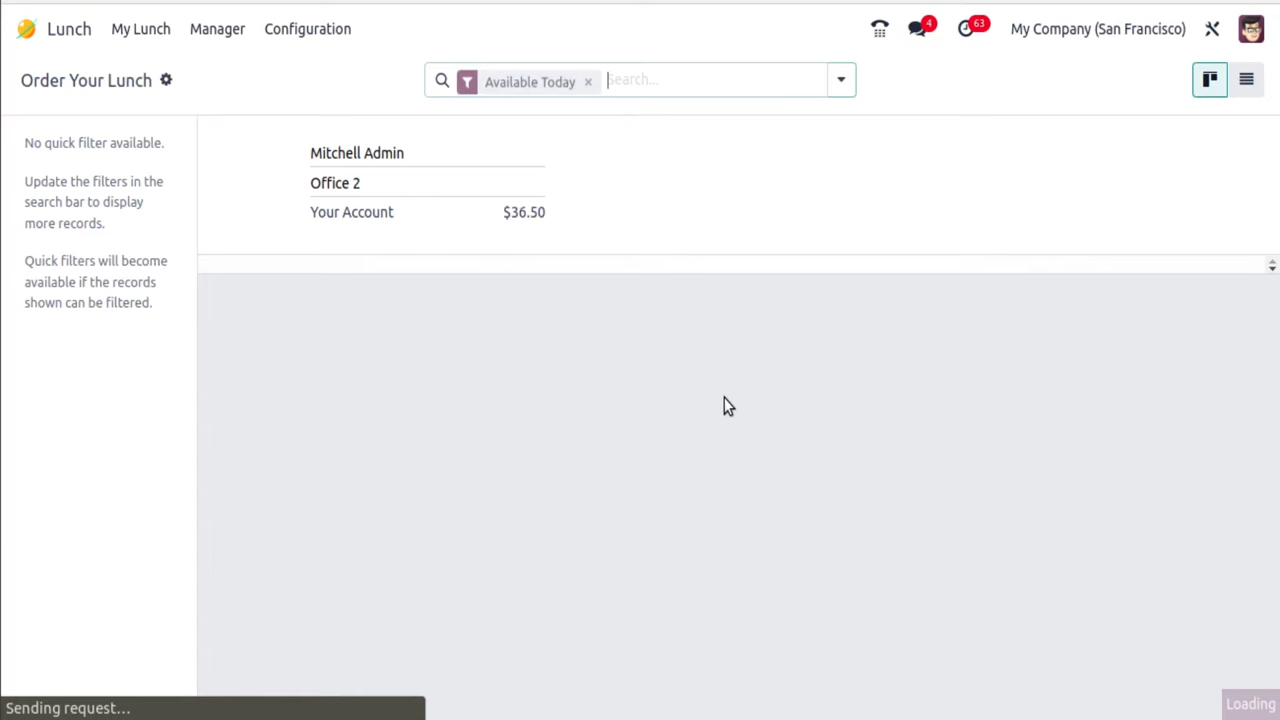 Lunch My Lunch Manager Configuration 4 63 My Company (San Francisco)
Order Your Lunch Available Today × Search...
No quick filter available.
Update the filters in the
search bar to display
more records.
Quick filters will become
available if the records
shown can be filtered.
Mitchell Admin
Office 2
Your Account $36.50
Sending request...
Loading